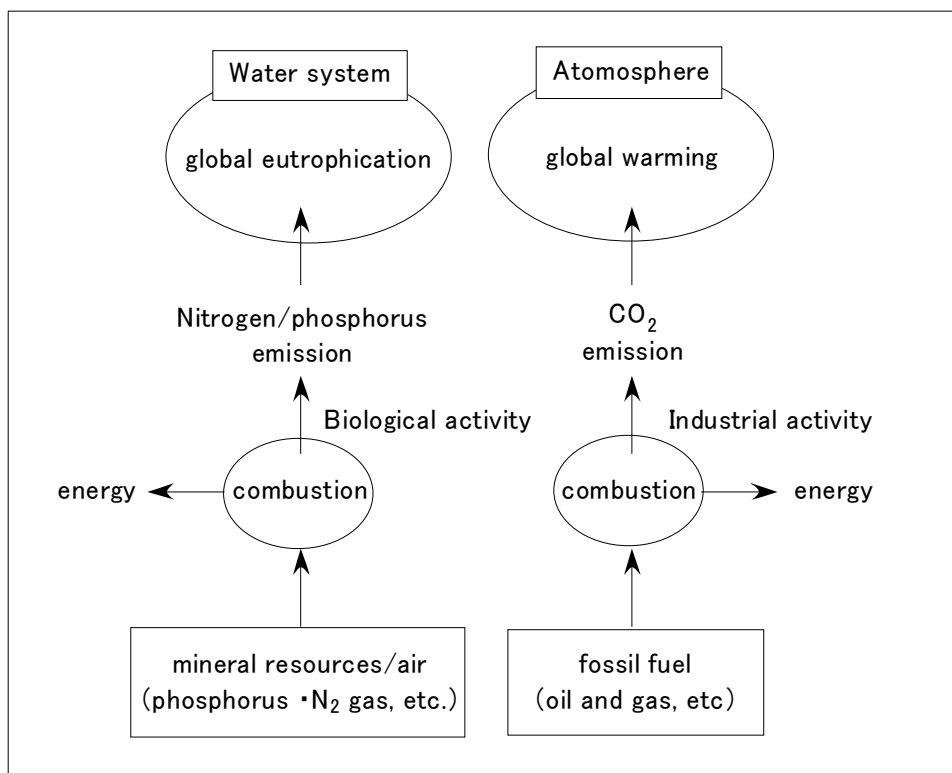 Water system
global eutrophication
Nitrogen/phosphorus
emission
Biological activity
energy
combustion
mineral resources/air
(phosphorus ・N₂ gas, etc.)
Atomosphere
global warming
CO₂
emission
Industrial activity
combustion
energy
fossil fuel
(oil and gas, etc)